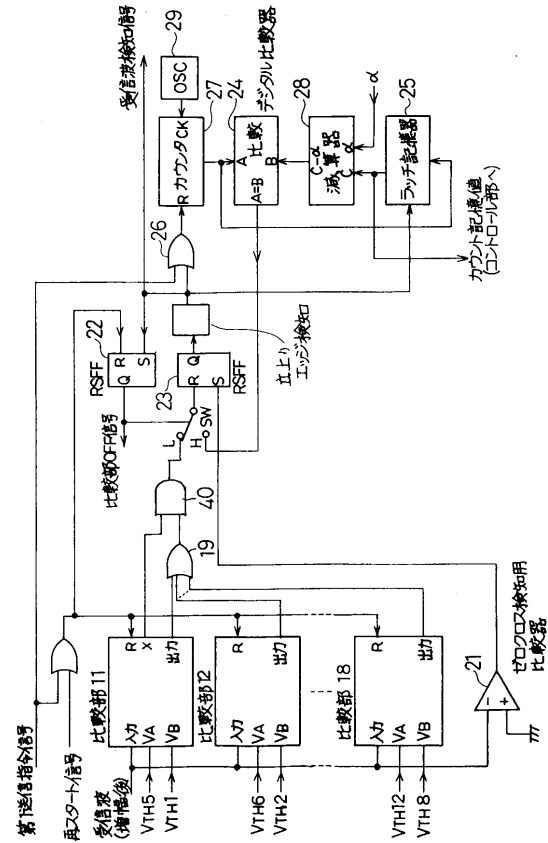 第1送信指令信号
再スタート信号
受信波
(増幅後)
VTH5
VTH1
VTH6
VTH2
VTH12
VTH8
比較部11
入力
VA
VB
R
X
出力
比較部12
入力
VA
VB
R
出力
比較部18
入力
VA
VB
R
出力
21
ゼロクロス検知用
比較器
19
40
比較部OFF信号
L
H
SW
RSFF
22
Q
R
S
23
R
Q
S
RSFF
立上り
エッジ検知
26
受信波検知信号
R カウンタ CK
27
OSC
29
A
比較
B
A=B
24
デジタル比較器
C-α
減算器
C
α
28
α
ラッチ記憶器
25
カウント記憶値
(コントロール部へ)